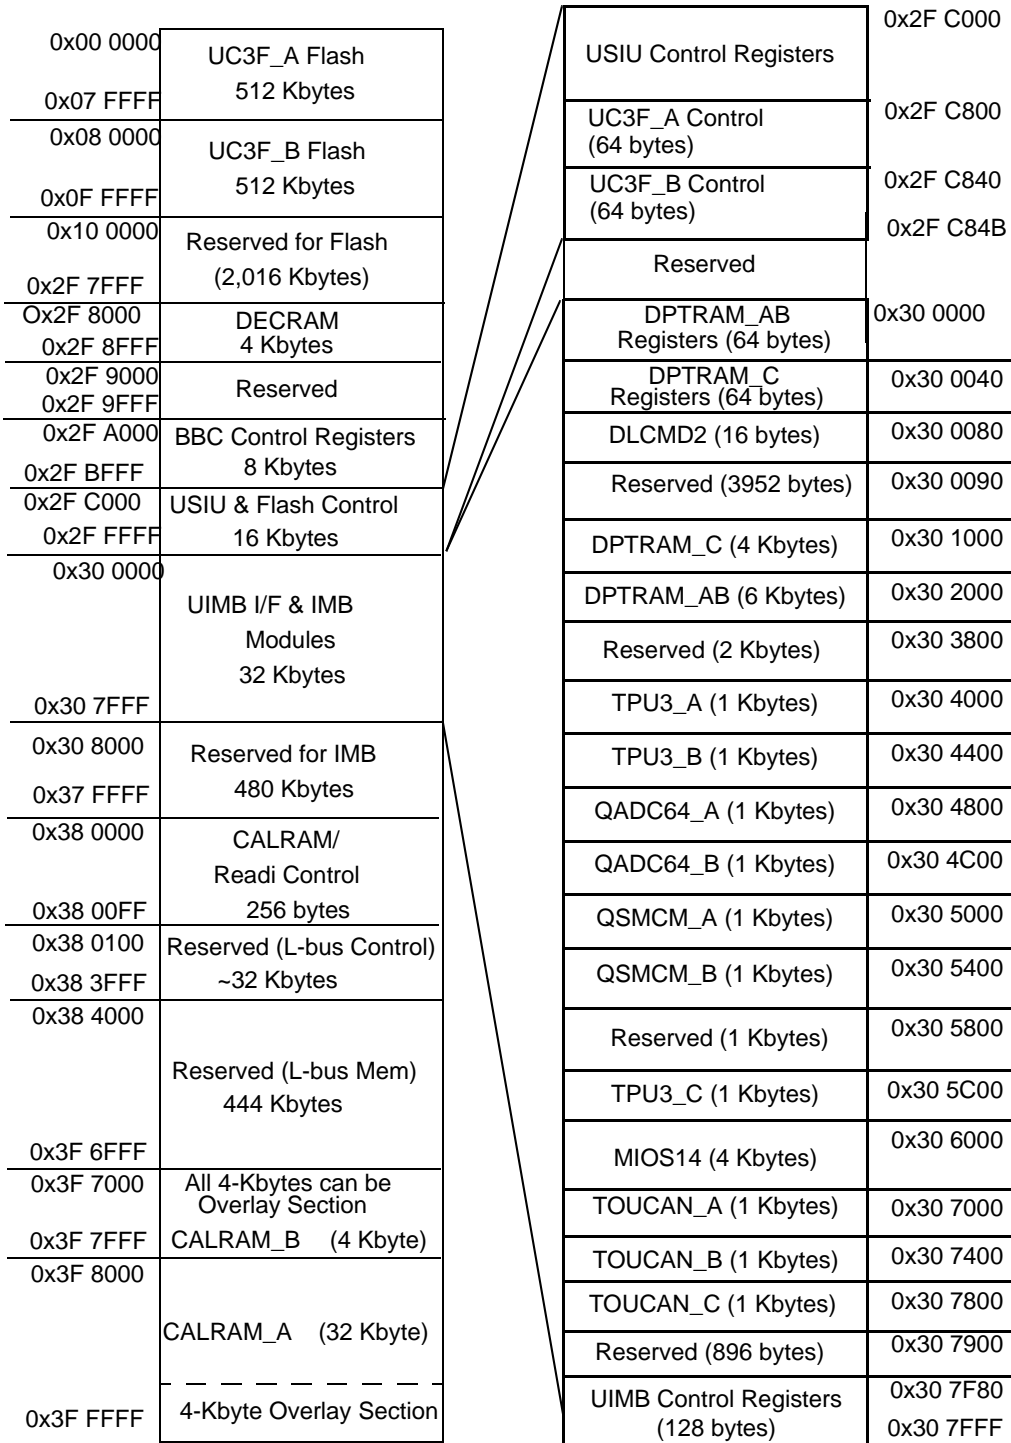 0x00 0000
UC3F_A Flash
512 Kbytes
0x07 FFFF
0x08 0000
UC3F_B Flash
512 Kbytes
0x0F FFFF
0x10 0000
Reserved for Flash
(2,016 Kbytes)
0x2F 7FFF
Ox2F 8000
DECRAM
4 Kbytes
0x2F 8FFF
0x2F 9000
Reserved
0x2F 9FFF
0x2F A000
BBC Control Registers
8 Kbytes
0x2F BFFF
0x2F C000
USIU & Flash Control
16 Kbytes
0x2F FFFF
0x30 0000
UIMB I/F & IMB
Modules
32 Kbytes
0x30 7FFF
0x30 8000
Reserved for IMB
480 Kbytes
0x37 FFFF
0x38 0000
CALRAM/
Readi Control
256 bytes
0x38 00FF
0x38 0100
Reserved (L-bus Control)
~32 Kbytes
0x38 3FFF
0x38 4000
Reserved (L-bus Mem)
444 Kbytes
0x3F 6FFF
0x3F 7000
All 4-Kbytes can be
Overlay Section
0x3F 7FFF
CALRAM_B (4 Kbyte)
0x3F 8000
CALRAM_A (32 Kbyte)
4-Kbyte Overlay Section
0x3F FFFF
USIU Control Registers
0x2F C000
UC3F_A Control
(64 bytes)
0x2F C800
UC3F_B Control
(64 bytes)
0x2F C840
0x2F C84B
Reserved
DPTRAM_AB
Registers (64 bytes)
0x30 0000
DPTRAM_C
Registers (64 bytes)
0x30 0040
DLCMD2 (16 bytes)
0x30 0080
Reserved (3952 bytes)
0x30 0090
DPTRAM_C (4 Kbytes)
0x30 1000
DPTRAM_AB (6 Kbytes)
0x30 2000
Reserved (2 Kbytes)
0x30 3800
TPU3_A (1 Kbytes)
0x30 4000
TPU3_B (1 Kbytes)
0x30 4400
QADC64_A (1 Kbytes)
0x30 4800
QADC64_B (1 Kbytes)
0x30 4C00
QSMCM_A (1 Kbytes)
0x30 5000
QSMCM_B (1 Kbytes)
0x30 5400
Reserved (1 Kbytes)
0x30 5800
TPU3_C (1 Kbytes)
0x30 5C00
MIOS14 (4 Kbytes)
0x30 6000
TOUCAN_A (1 Kbytes)
0x30 7000
TOUCAN_B (1 Kbytes)
0x30 7400
TOUCAN_C (1 Kbytes)
0x30 7800
Reserved (896 bytes)
0x30 7900
UIMB Control Registers
(128 bytes)
0x30 7F80
0x30 7FFF